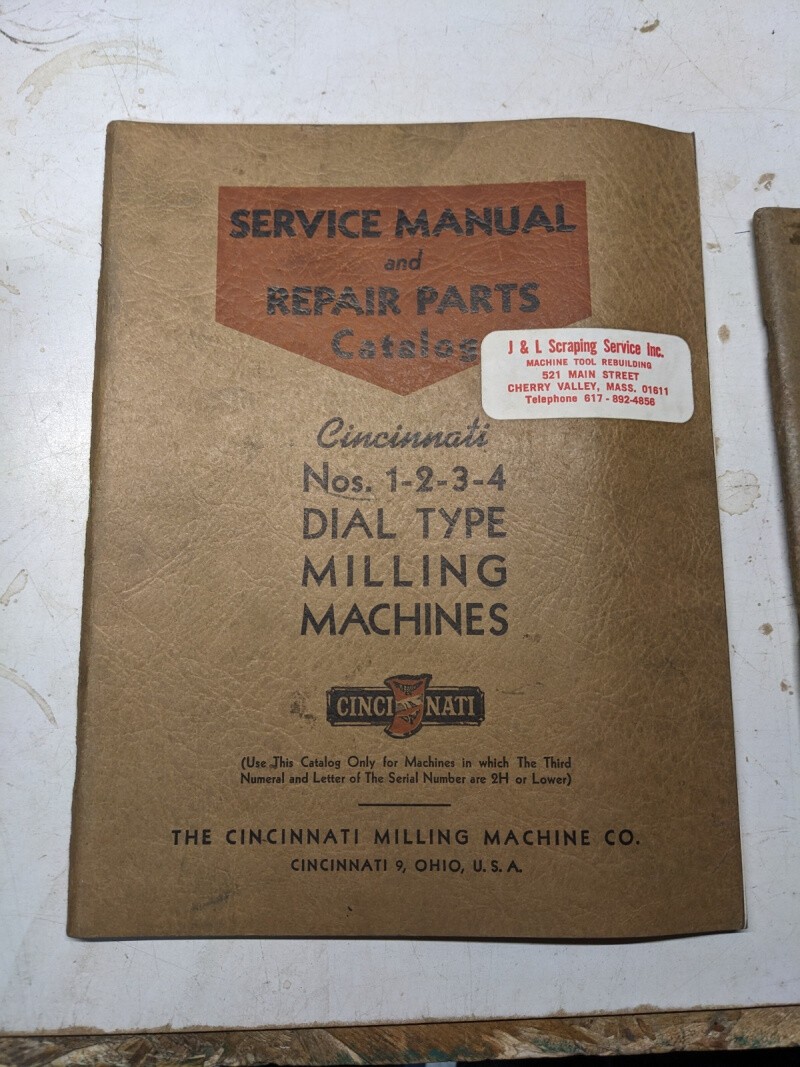 SERVICE MANUAL
and
REPAIR PARTS
Catalog
J & L Scraping Service Inc.
MACHINE TOOL REBUILDING
521 MAIN STREET
CHERRY VALLEY, MASS. 01611
Telephone 617-892-4856
Cincinnati
Nos. 1-2-3-4
DIAL TYPE
MILLING
MACHINES
CINCINNATI
(Use This Catalog Only for Machines in which The Third
Numeral and Letter of The Serial Number are 2H or Lower)
THE CINCINNATI MILLING MACHINE CO.
CINCINNATI 9, OHIO, U. S. A.